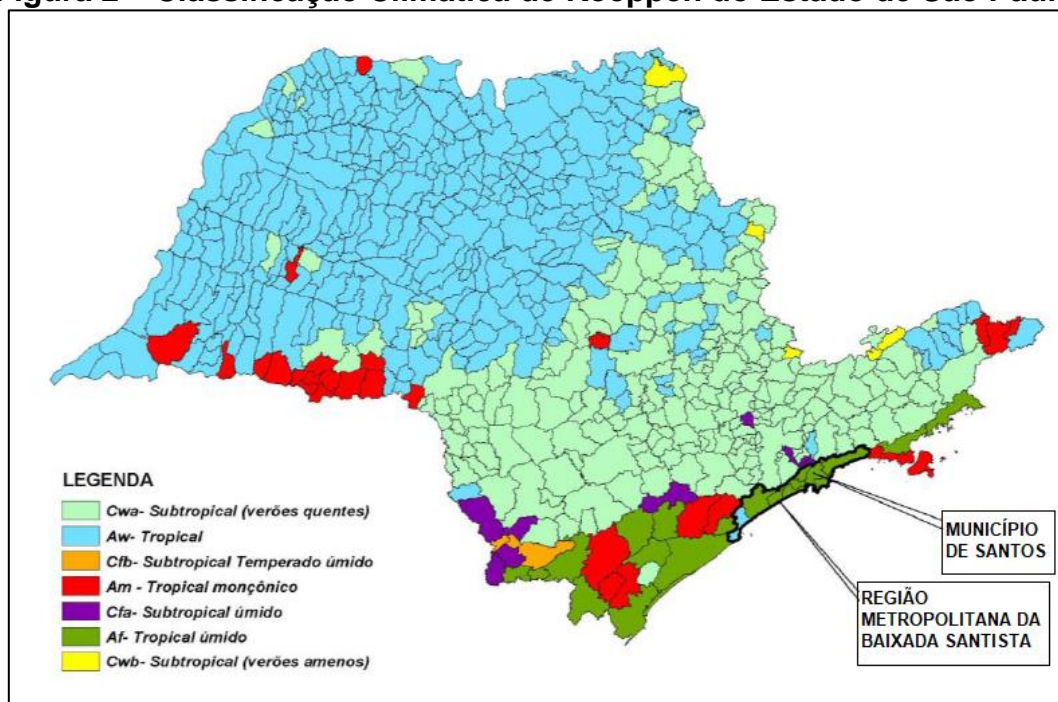 LEGENDA
Cwa- Subtropical (verões quentes)
Aw- Tropical
Cfb- Subtropical Temperado úmido
Am - Tropical monçônico
Cfa- Subtropical úmido
Af- Tropical úmido
Cwb- Subtropical (verões amenos)
MUNICÍPIO
DE SANTOS
REGIÃO
METROPOLITANA DA
BAIXADA SANTISTA